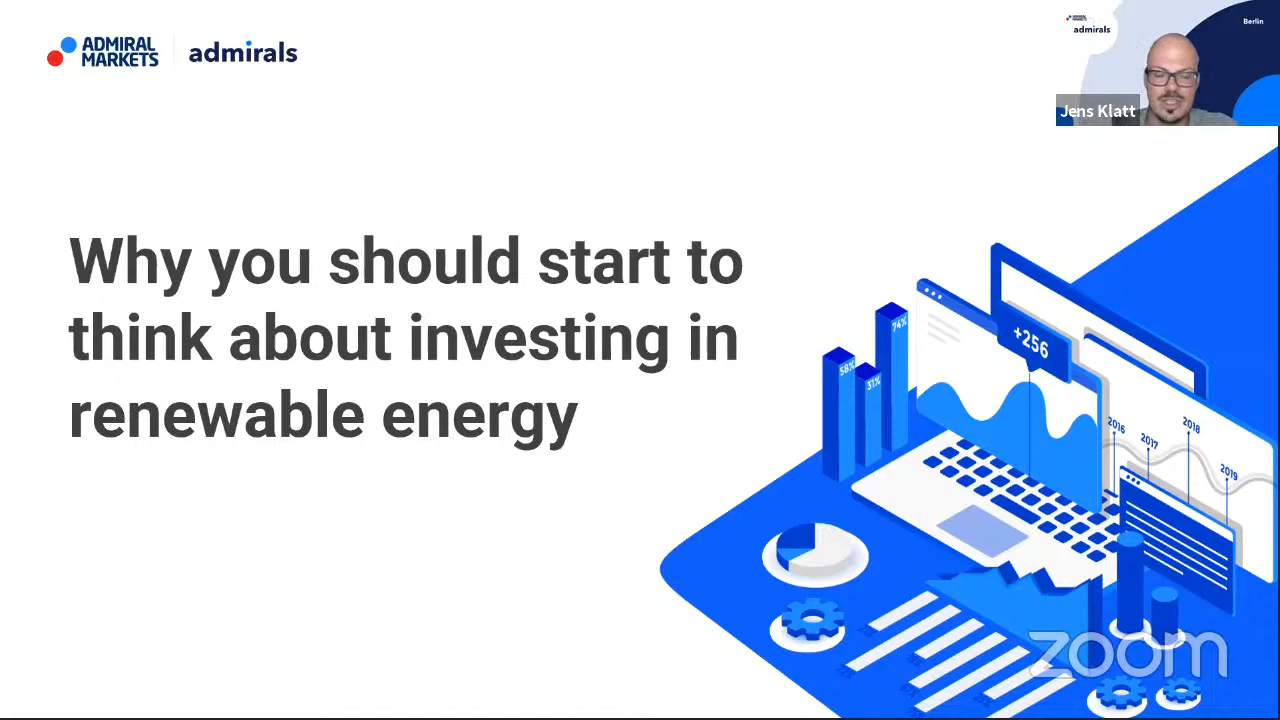 ADMIRAL
MARKETS
admirals
admirals
Berlin
Jens Klatt
Why you should start to
think about investing in
renewable energy
+256
74%
58%
31%
2016
2017
2018
2019
zoom